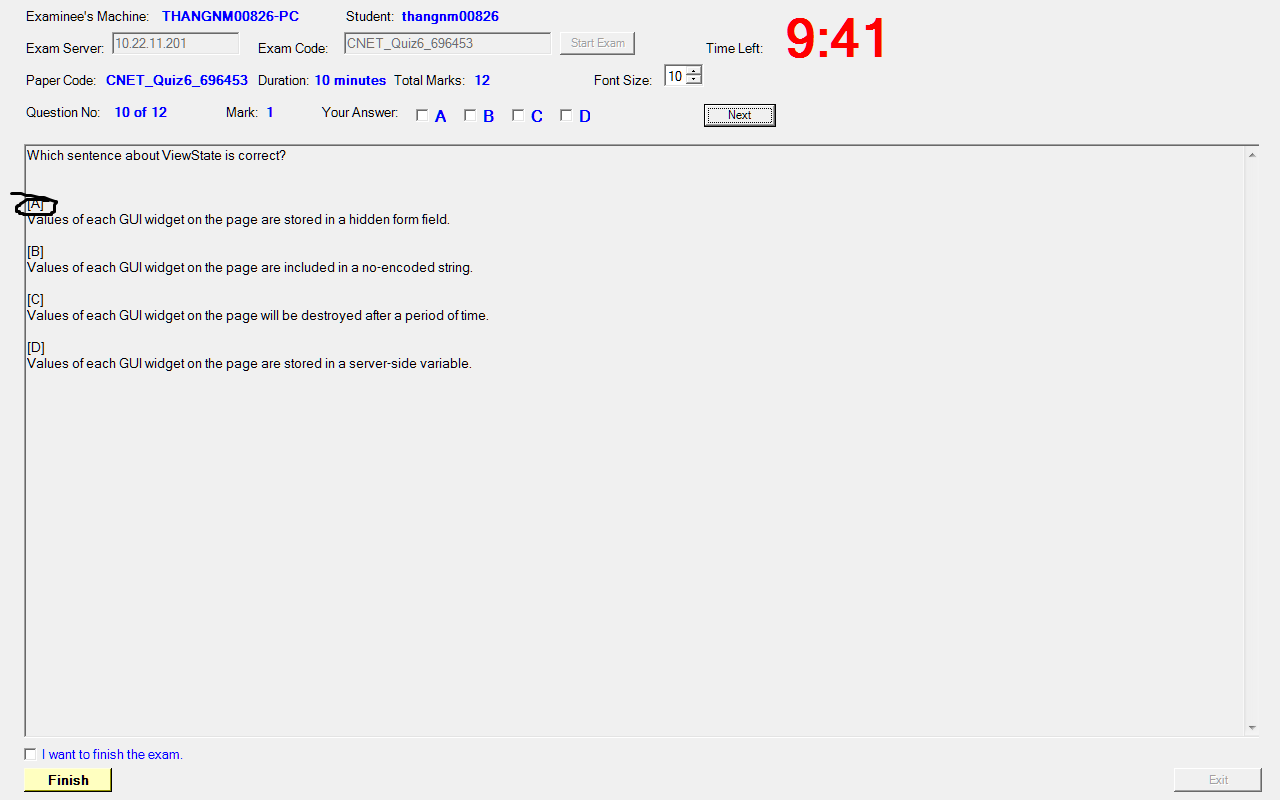 Examinee's Machine: THANGNM00826-PC Student: thangnm00826
Exam Server: 10.22.11.201 Exam Code: CNET_Quiz6_696453 Start Exam Time Left: 9:41
Paper Code: CNET_Quiz6_696453 Duration: 10 minutes Total Marks: 12 Font Size: 10
Question No: 10 of 12 Mark: 1 Your Answer: A B C D Next
Which sentence about ViewState is correct?
[A]
Values of each GUI widget on the page are stored in a hidden form field.
[B]
Values of each GUI widget on the page are included in a no-encoded string.
[C]
Values of each GUI widget on the page will be destroyed after a period of time.
[D]
Values of each GUI widget on the page are stored in a server-side variable.
I want to finish the exam.
Finish Exit